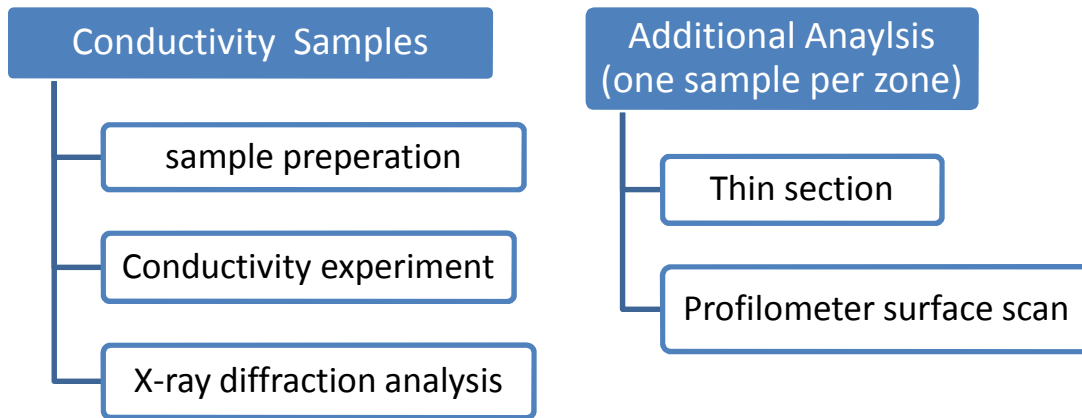 Conductivity  Samples
sample preperation
Conductivity experiment
X-ray diffraction analysis
Additional Anaylsis
(one sample per zone)
Thin section
Profilometer surface scan